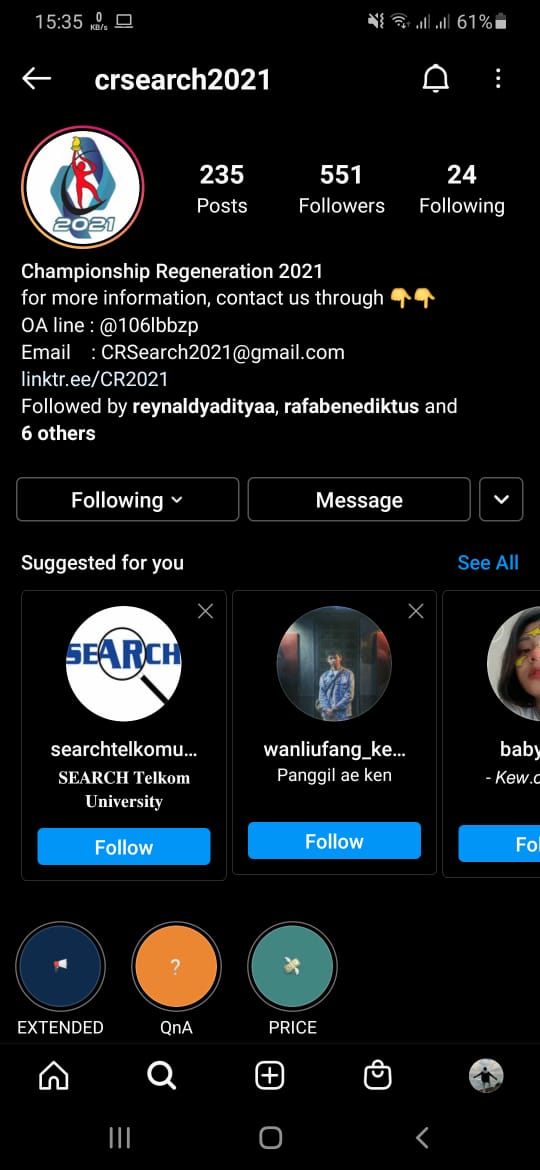 15:35 0 KB/s 61%
crsearch2021
2021
235 551 24
Posts Followers Following
Championship Regeneration 2021
for more information, contact us through 👇👇
OA line : @106lbbzp
Email : CRSearch2021@gmail.com
linktr.ee/CR2021
Followed by reynaldyadityaa, rafabenediktus and
6 others
Following Message
Suggested for you See All
SEARCH
searchtelkomu... wanliufang_ke... baby
SEARCH Telkom Panggil ae ken - Kew.c
University
Follow Follow Fo
?
EXTENDED QnA PRICE